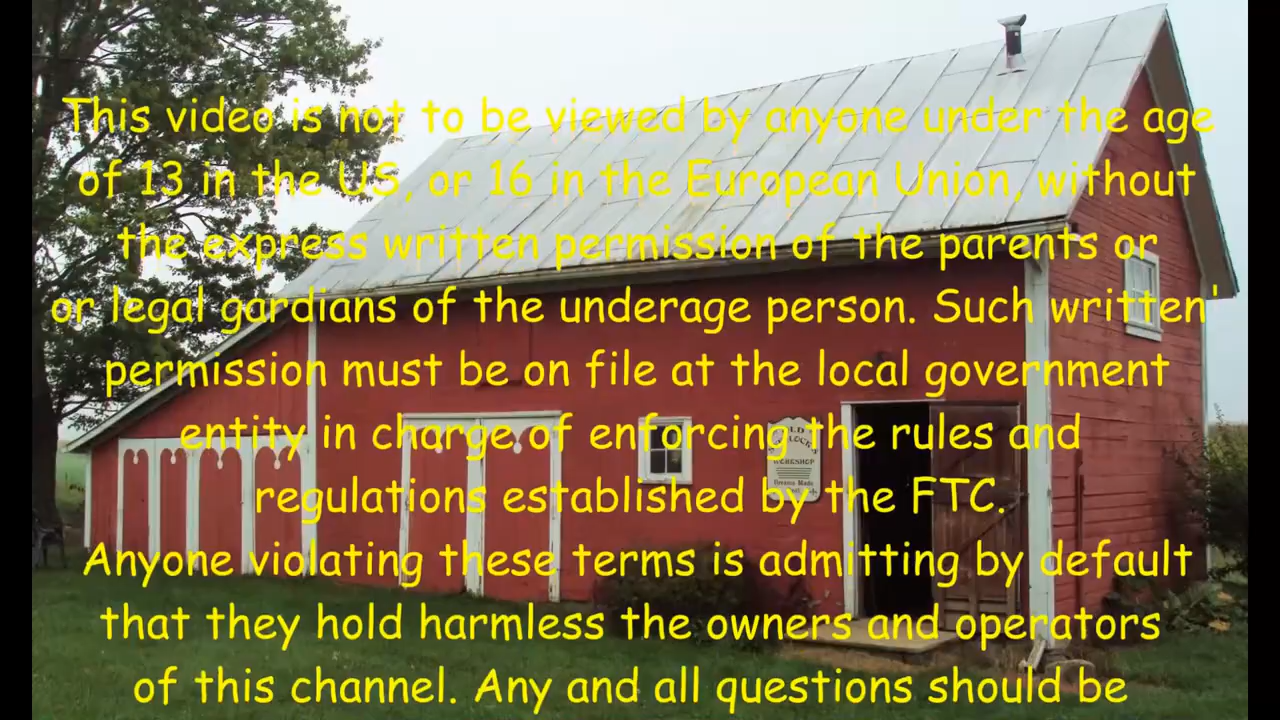 This video is not to be viewed by anyone under the age
of 13 in the US, or 16 in the European Union, without
the express written permission of the parents or
or legal gardians of the underage person. Such written'
permission must be on file at the local government
entity in charge of enforcing the rules and
regulations established by the FTC.
Anyone violating these terms is admitting by default
that they hold harmless the owners and operators
of this channel. Any and all questions should be
WORKSHOP
Dreams Made